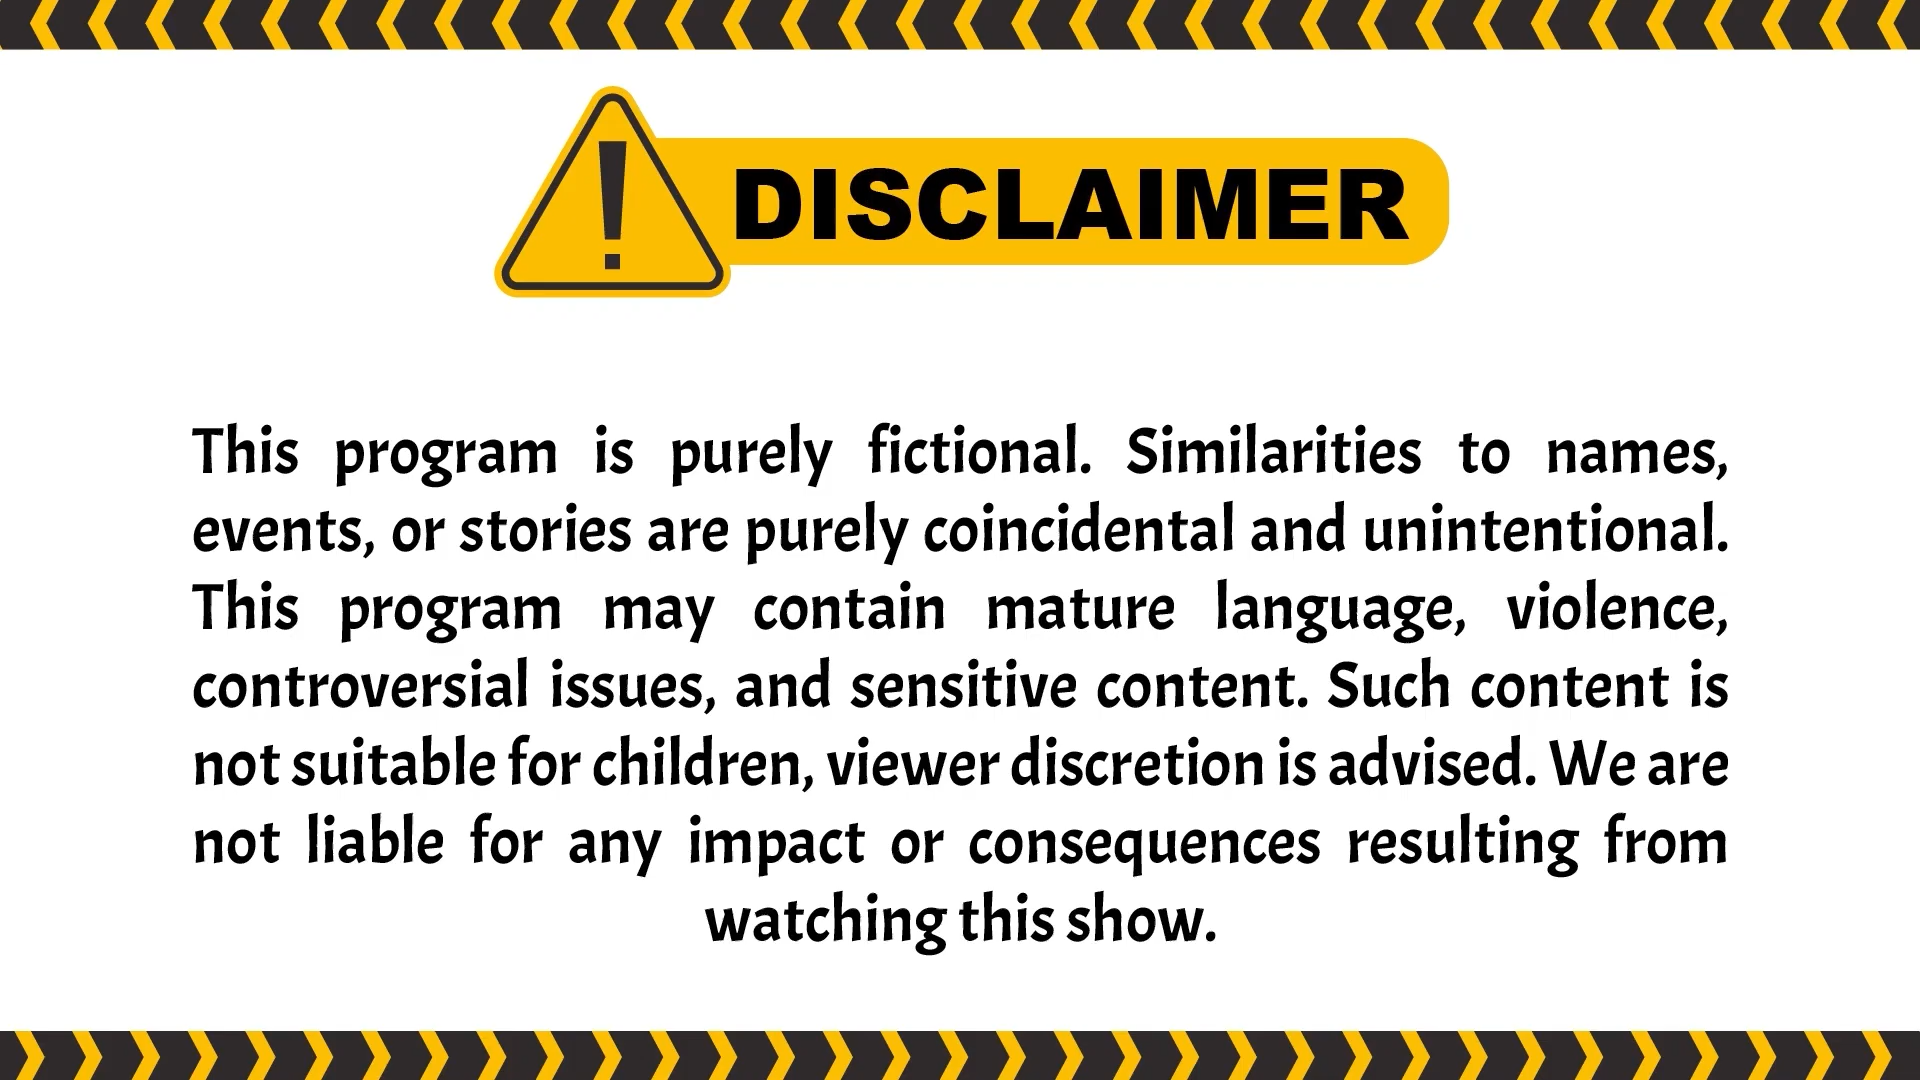 DISCLAIMER
This program is purely fictional. Similarities to names,
events, or stories are purely coincidental and unintentional.
This program may contain mature language, violence,
controversial issues, and sensitive content. Such content is
not suitable for children, viewer discretion is advised. We are
not liable for any impact or consequences resulting from
watching this show.